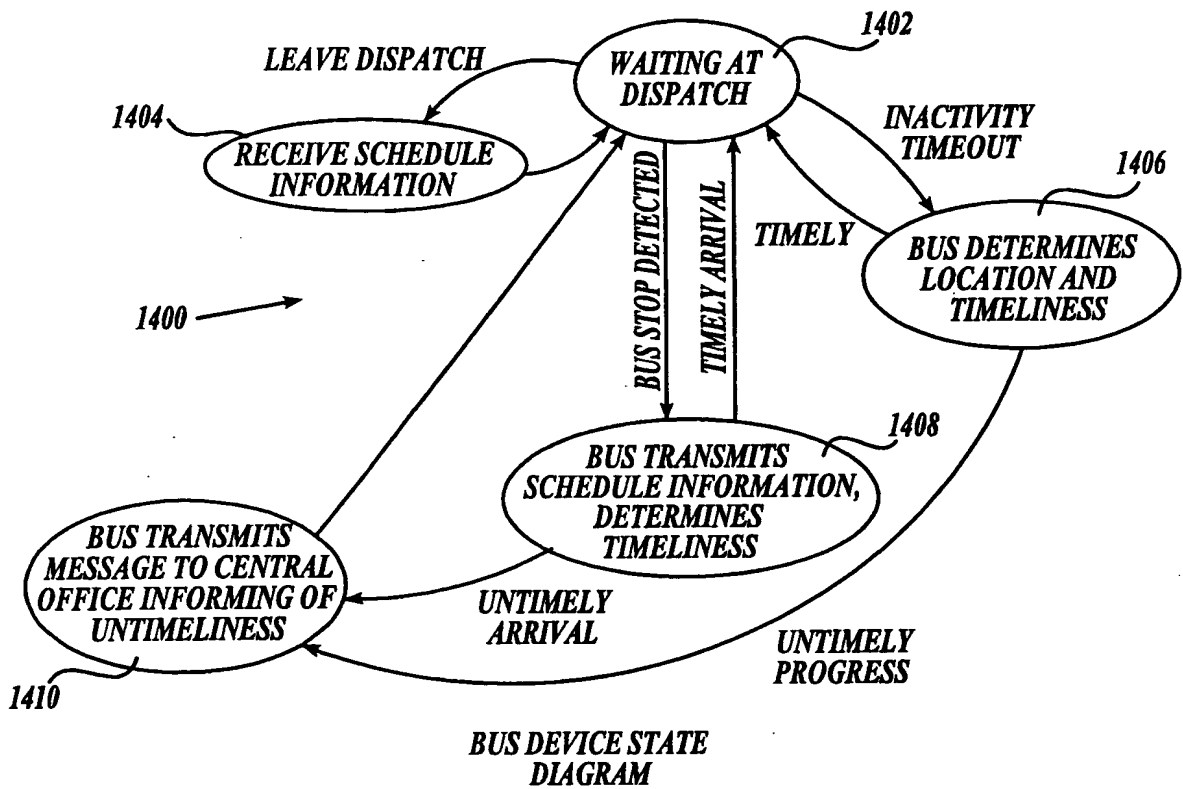 1402
WAITING AT
DISPATCH
LEAVE DISPATCH
1404
RECEIVE SCHEDULE
INFORMATION
INACTIVITY
TIMEOUT
1406
TIMELY
BUS DETERMINES
LOCATION AND
TIMELINESS
BUS STOP DETECTED
TIMELY ARRIVAL
1400
1408
BUS TRANSMITS
SCHEDULE INFORMATION,
DETERMINES
TIMELINESS
BUS TRANSMITS
MESSAGE TO CENTRAL
OFFICE INFORMING OF
UNTIMELINESS
1410
UNTIMELY
ARRIVAL
UNTIMELY
PROGRESS
BUS DEVICE STATE
DIAGRAM